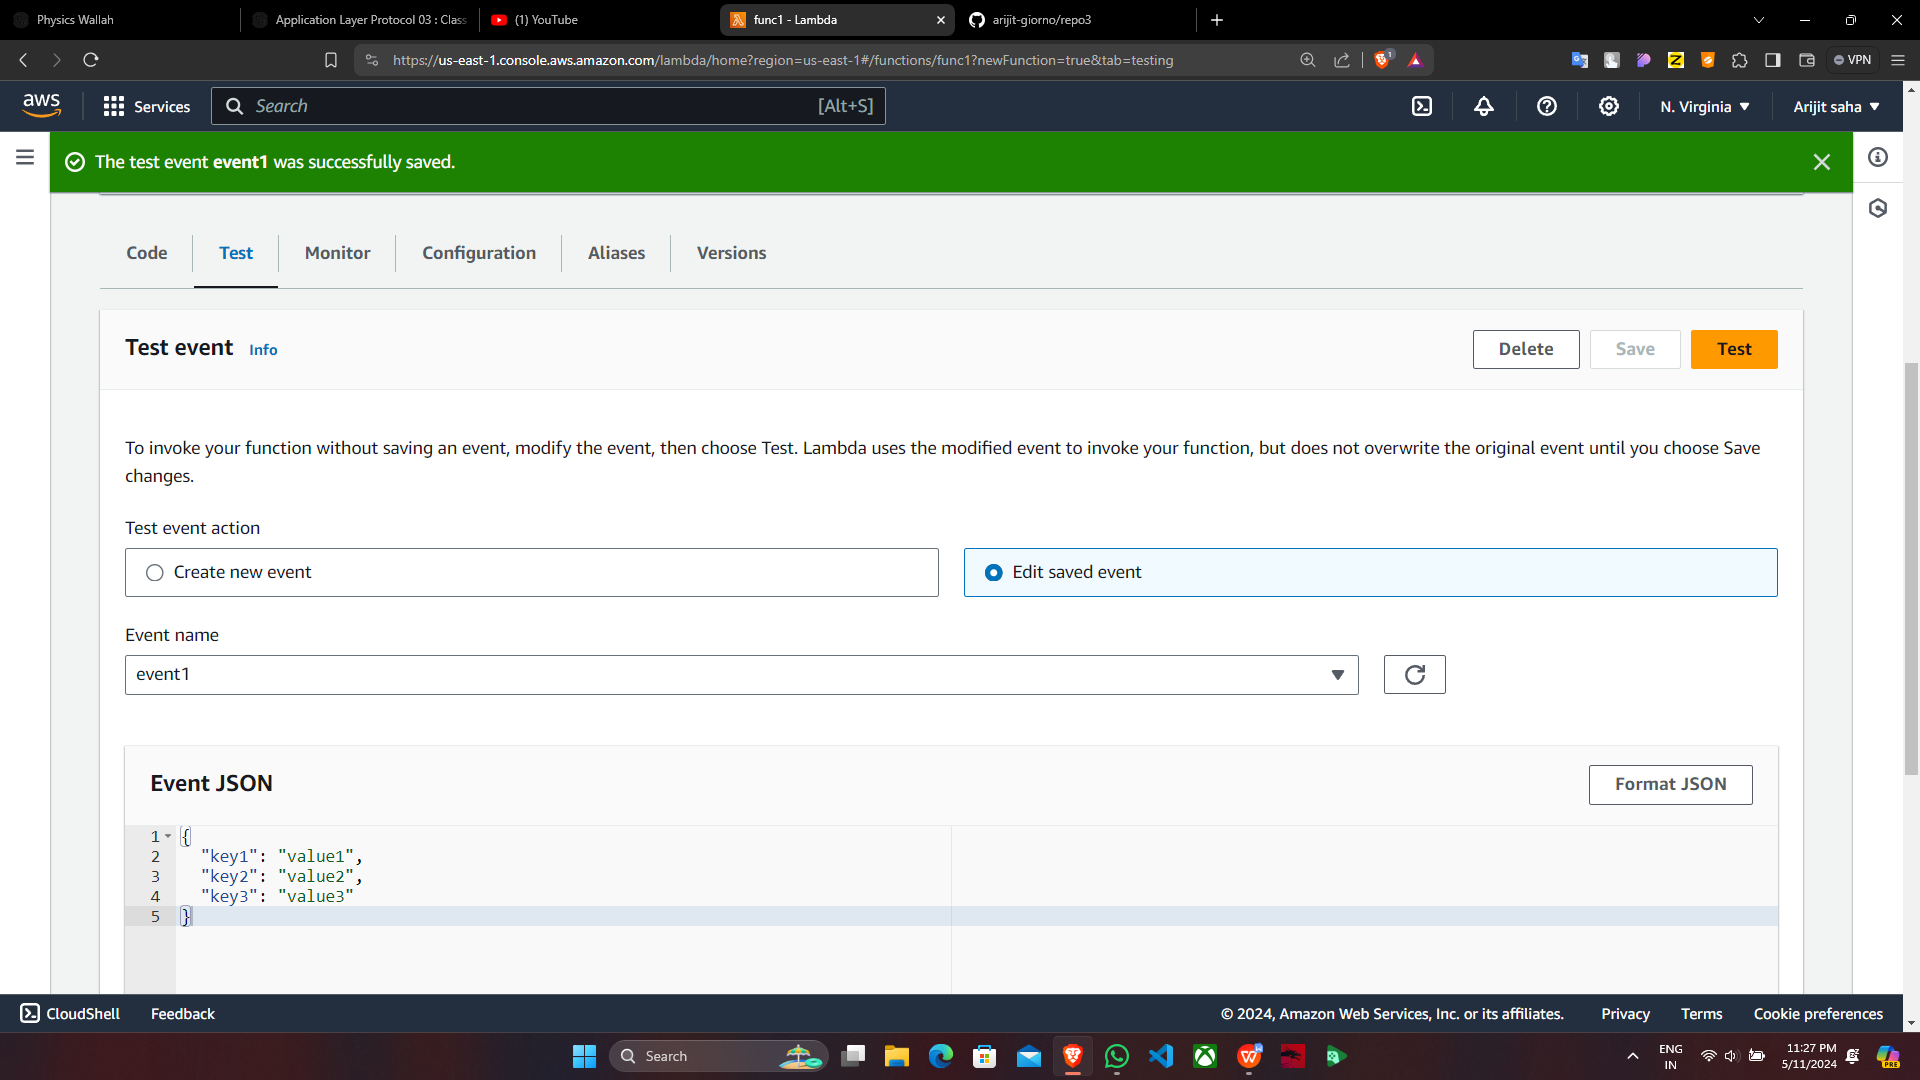 Physics Wallah
Application Layer Protocol 03 : Class
(1) YouTube
func1 - Lambda
arijit-giorno/repo3
https://us-east-1.console.aws.amazon.com/lambda/home?region=us-east-1#/functions/func1?newFunction=true&tab=testing
1
VPN
aws
Services
Search
[Alt+S]
N. Virginia
Arijit saha
The test event event1 was successfully saved.
Code
Test
Monitor
Configuration
Aliases
Versions
Test event
Info
Delete
Save
Test
To invoke your function without saving an event, modify the event, then choose Test. Lambda uses the modified event to invoke your function, but does not overwrite the original event until you choose Save
changes.
Test event action
Create new event
Edit saved event
Event name
event1
Event JSON
Format JSON
1 {
2 "key1": "value1",
3 "key2": "value2",
4 "key3": "value3"
5 }
CloudShell
Feedback
© 2024, Amazon Web Services, Inc. or its affiliates.
Privacy
Terms
Cookie preferences
Search
ENG
IN
11:27 PM
5/11/2024
PRE